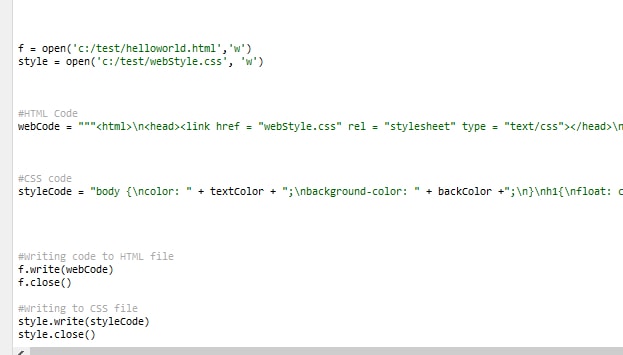 f = open('c:/test/helloworld.html','w')
style = open('c:/test/webStyle.css', 'w')
#HTML Code
webCode = """<html>\n<head><link href = "webStyle.css" rel = "stylesheet" type = "text/css"></head>\n
#CSS code
styleCode = "body {\ncolor: " + textColor + ";\nbackground-color: " + backColor +";\n}\nh1{\nfloat: c
#Writing code to HTML file
f.write(webCode)
f.close()
#Writing to CSS file
style.write(styleCode)
style.close()